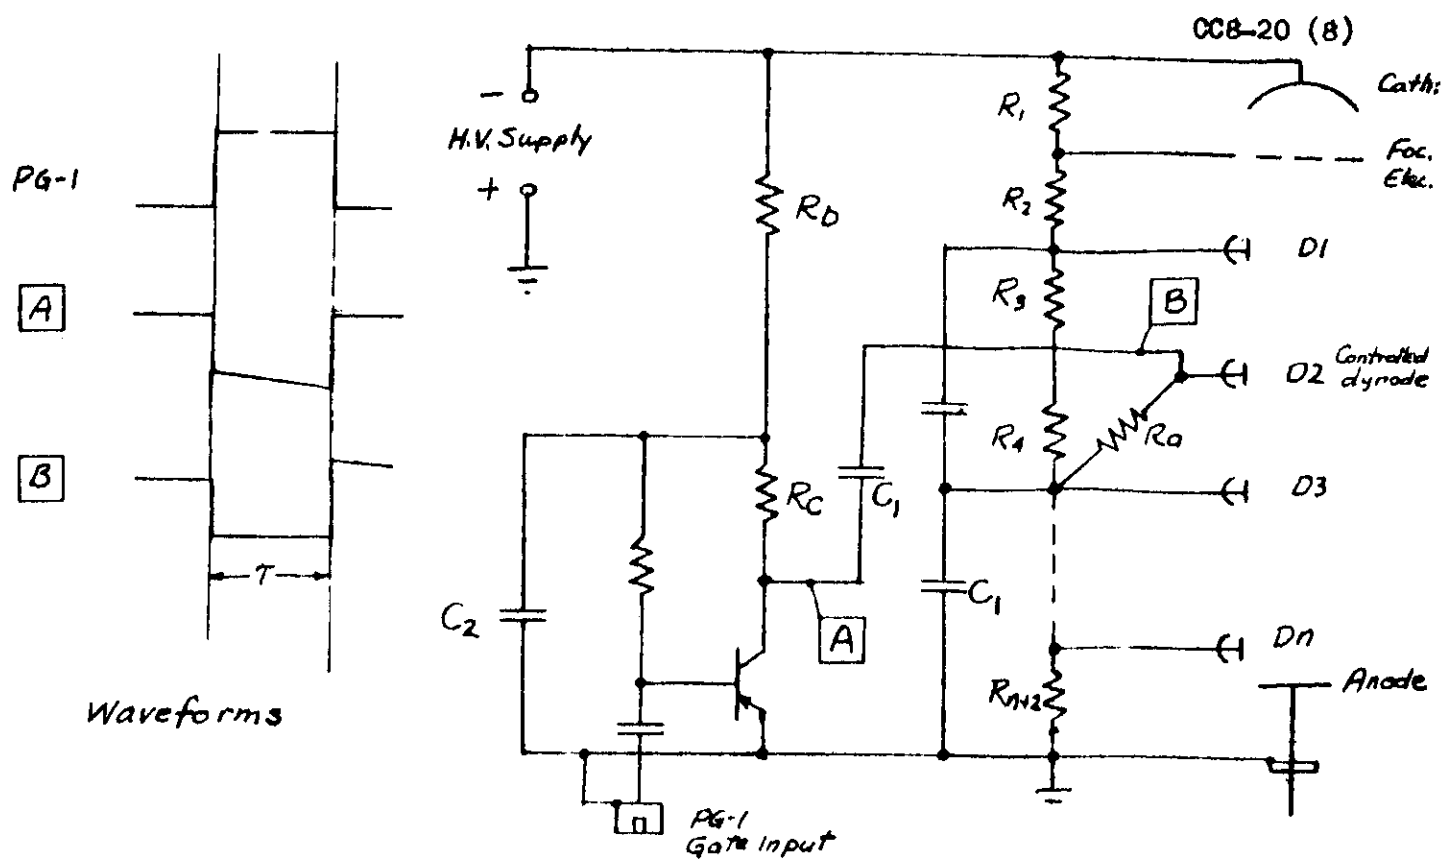 CC8-20 (8)
Cath:
R1
Foc.
Elec.
-
H.V. Supply
+
PG-1
Rb
R2
D1
R3
B
A
D2 Controlled
dynode
R4
Ra
D3
Rc
C1
B
τ
C2
C1
A
Dn
Rn+2
Anode
Waveforms
PG-1
Gate input